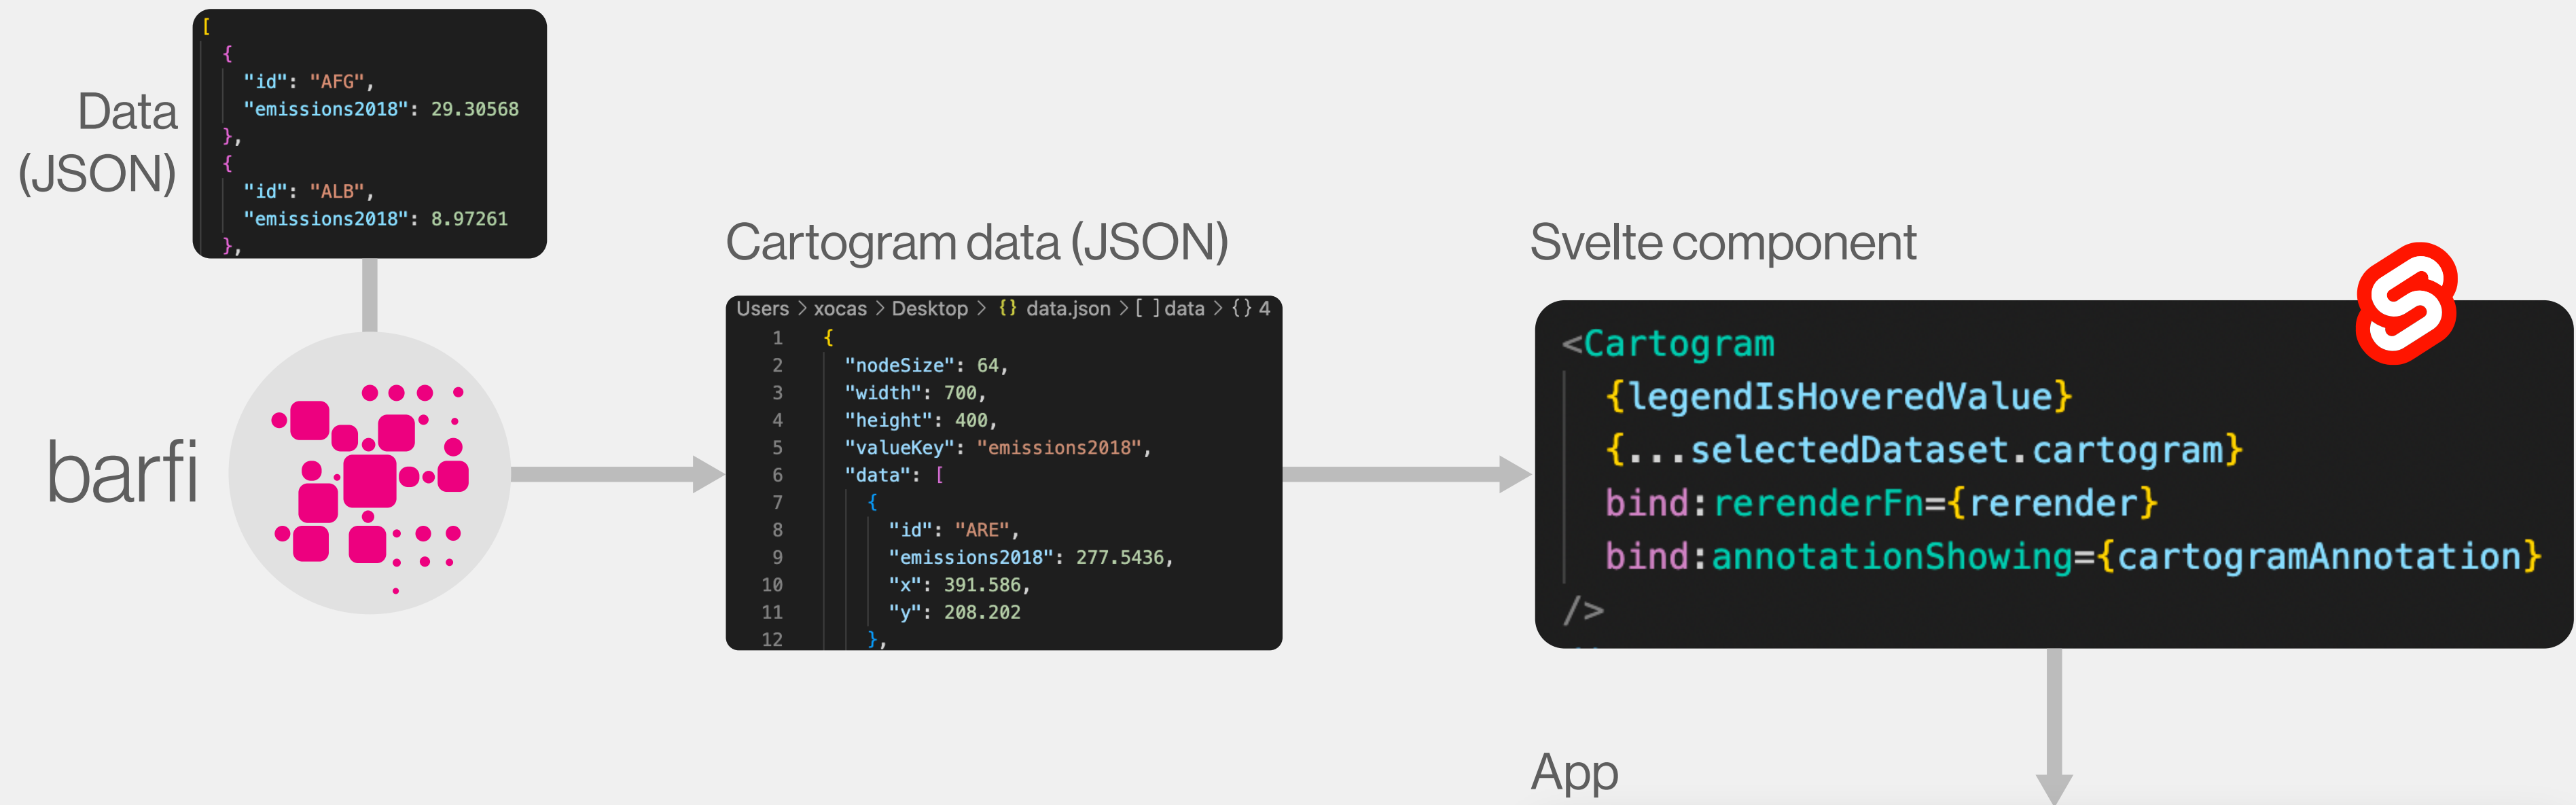 Data
(JSON)
[
{
"id": "AFG",
"emissions2018": 29.30568
},
{
"id": "ALB",
"emissions2018": 8.97261
},
barfi
Cartogram data (JSON)
Users > xocas > Desktop > {} data.json > [ ] data > {} 4
1 {
2 "nodeSize": 64,
3 "width": 700,
4 "height": 400,
5 "valueKey": "emissions2018",
6 "data": [
7 {
8 "id": "ARE",
9 "emissions2018": 277.5436,
10 "x": 391.586,
11 "y": 208.202
12 },
Svelte component
<Cartogram
{legendIsHoveredValue}
{...selectedDataset.cartogram}
bind:rerenderFn={rerender}
bind:annotationShowing={cartogramAnnotation}
/>
App